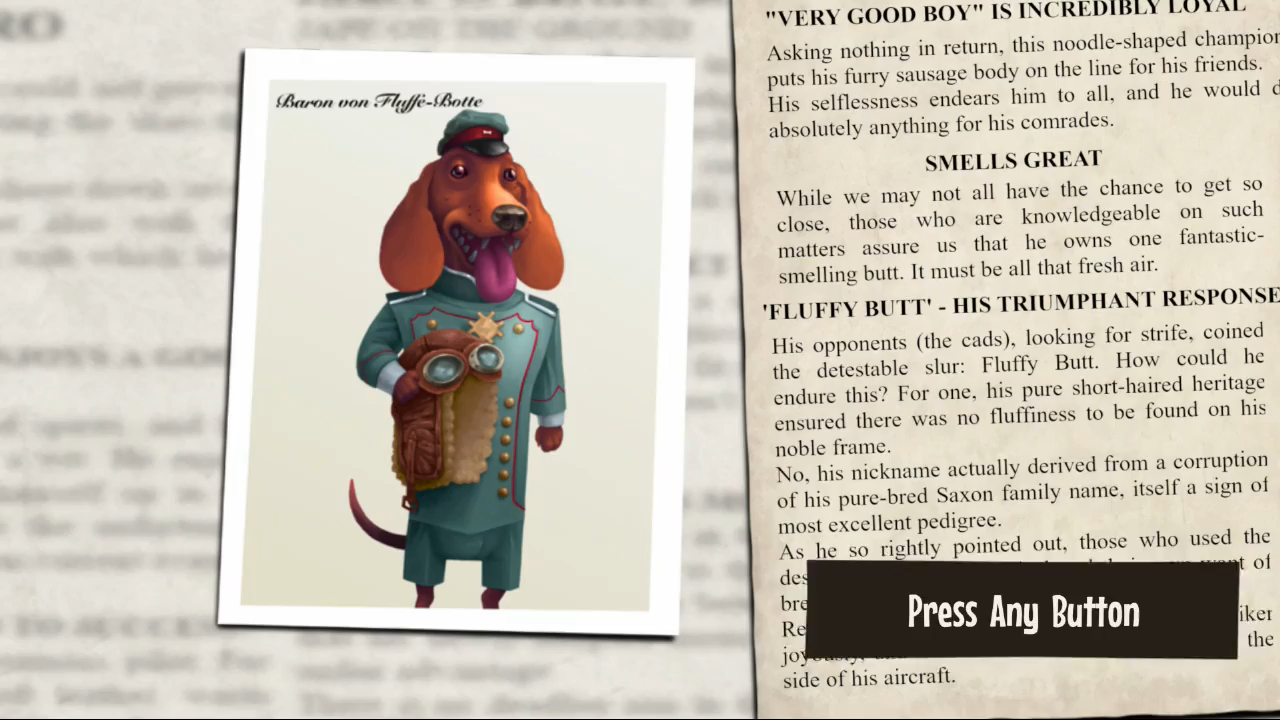 Baron von Fluffé-Botte
"VERY GOOD BOY" IS INCREDIBLY LOYAL
Asking nothing in return, this noodle-shaped champion
puts his furry sausage body on the line for his friends.
His selflessness endears him to all, and he would
absolutely anything for his comrades.
SMELLS GREAT
While we may not all have the chance to get so
close, those who are knowledgeable on such
matters assure us that he owns one fantastic-
smelling butt. It must be all that fresh air.
'FLUFFY BUTT' - HIS TRIUMPHANT RESPONSE
His opponents (the cads), looking for strife, coined
the detestable slur: Fluffy Butt. How could he
endure this? For one, his pure short-haired heritage
ensured there was no fluffiness to be found on his
noble frame.
No, his nickname actually derived from a corruption
of his pure-bred Saxon family name, itself a sign of
most excellent pedigree.
As he so rightly pointed out, those who used the
of
the
side of his aircraft.
Press Any Button